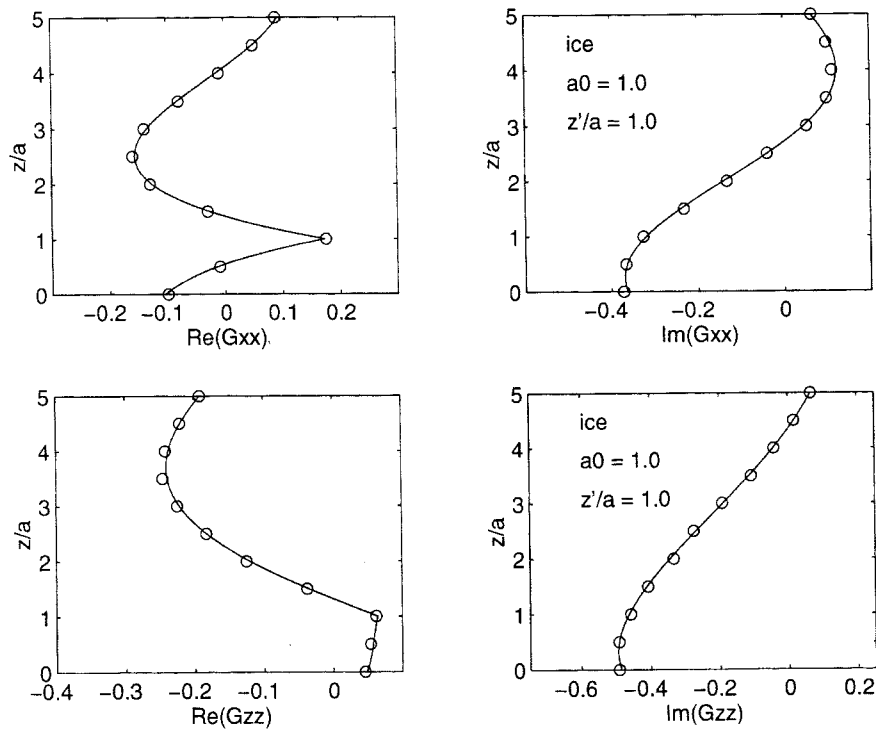 5
4
3
2
1
0
z/a
−0.2 −0.1 0 0.1 0.2
Re(Gxx)
5
4
3
2
1
0
z/a
ice
a0 = 1.0
z'/a = 1.0
−0.4 −0.2 0
Im(Gxx)
5
4
3
2
1
0
z/a
−0.4 −0.3 −0.2 −0.1 0
Re(Gzz)
5
4
3
2
1
0
z/a
ice
a0 = 1.0
z'/a = 1.0
−0.6 −0.4 −0.2 0 0.2
Im(Gzz)